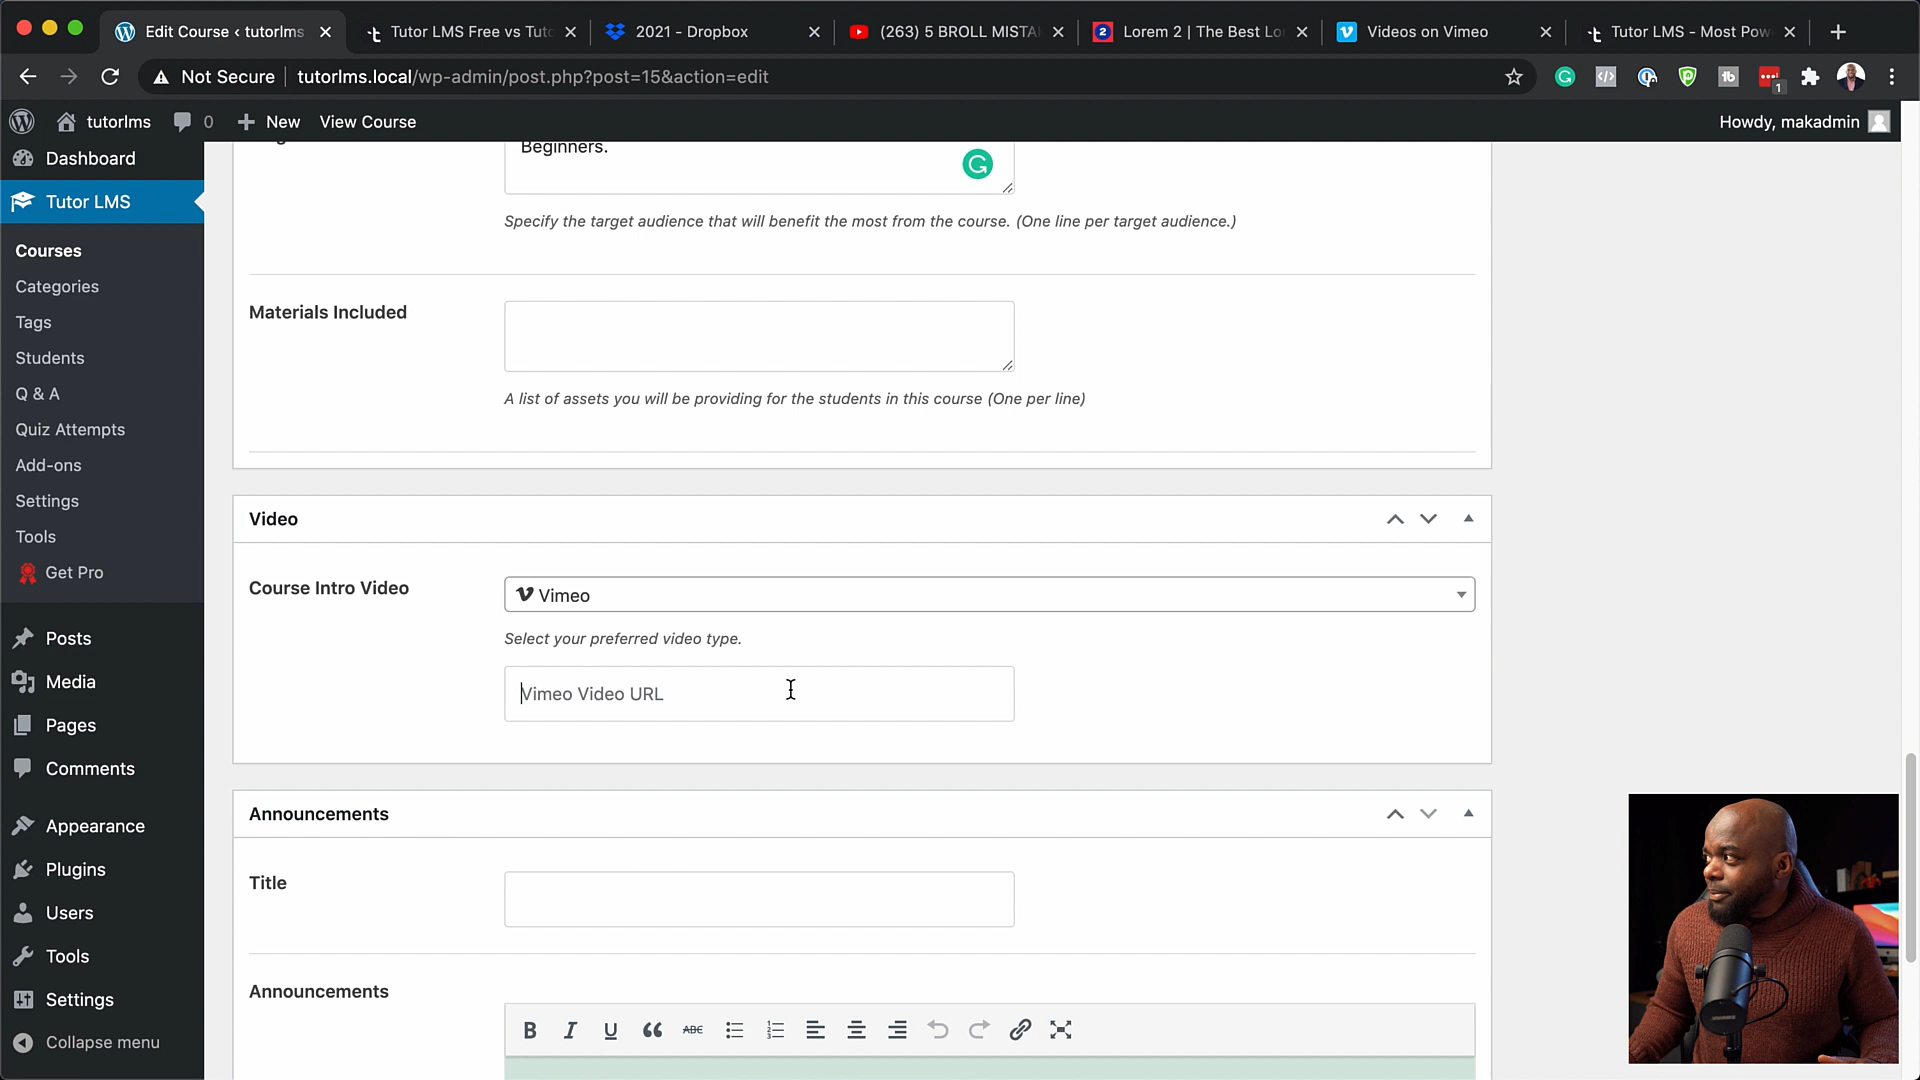 Edit Course ‹ tutorlms
Tutor LMS Free vs Tuto
2021 - Dropbox
(263) 5 BROLL MISTA
2
Lorem 2 | The Best Lo
Videos on Vimeo
Tutor LMS - Most Pow
Not Secure
tutorlms.local/wp-admin/post.php?post=15&action=edit
1
tutorlms
0
New
View Course
Howdy, makadmin
Dashboard
Tutor LMS
Courses
Categories
Tags
Students
Q & A
Quiz Attempts
Add-ons
Settings
Tools
Get Pro
Posts
Media
Pages
Comments
Appearance
Plugins
Users
Tools
Settings
Collapse menu
Beginners.
Specify the target audience that will benefit the most from the course. (One line per target audience.)
Materials Included
A list of assets you will be providing for the students in this course (One per line)
Video
Course Intro Video
Vimeo
Select your preferred video type.
Vimeo Video URL
Announcements
Title
Announcements
B I U ABC